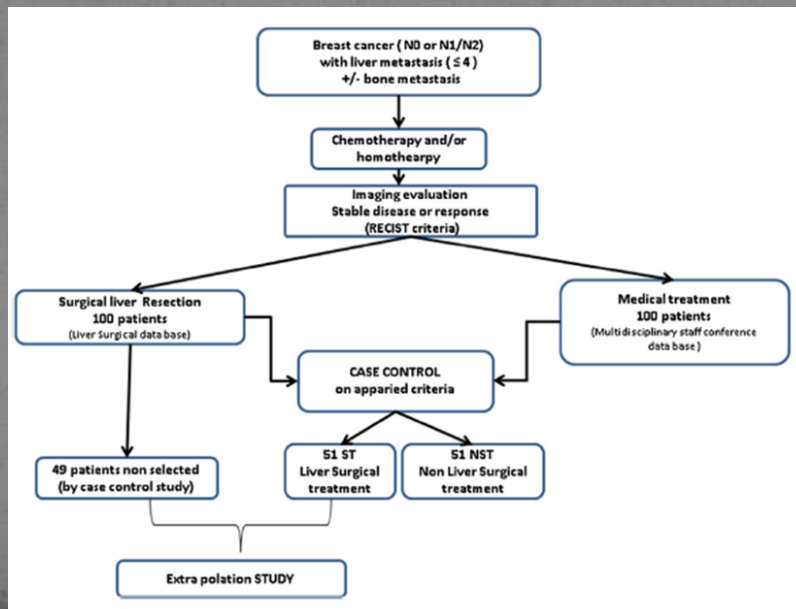 Breast cancer ( N0 or N1/N2)
with liver metastasis ( ≤ 4 )
+/- bone metastasis
Chemotherapy and/or
homothearpy
Imaging evaluation
Stable disease or response
(RECIST criteria)
Surgical liver Resection
100 patients
(Liver Surgical data base)
Medical treatment
100 patients
(Multidisciplinary staff conference
data base )
CASE CONTROL
on apparied criteria
49 patients non selected
(by case control study)
51 ST
Liver Surgical
treatment
51 NST
Non Liver Surgical
treatment
Extra polation STUDY